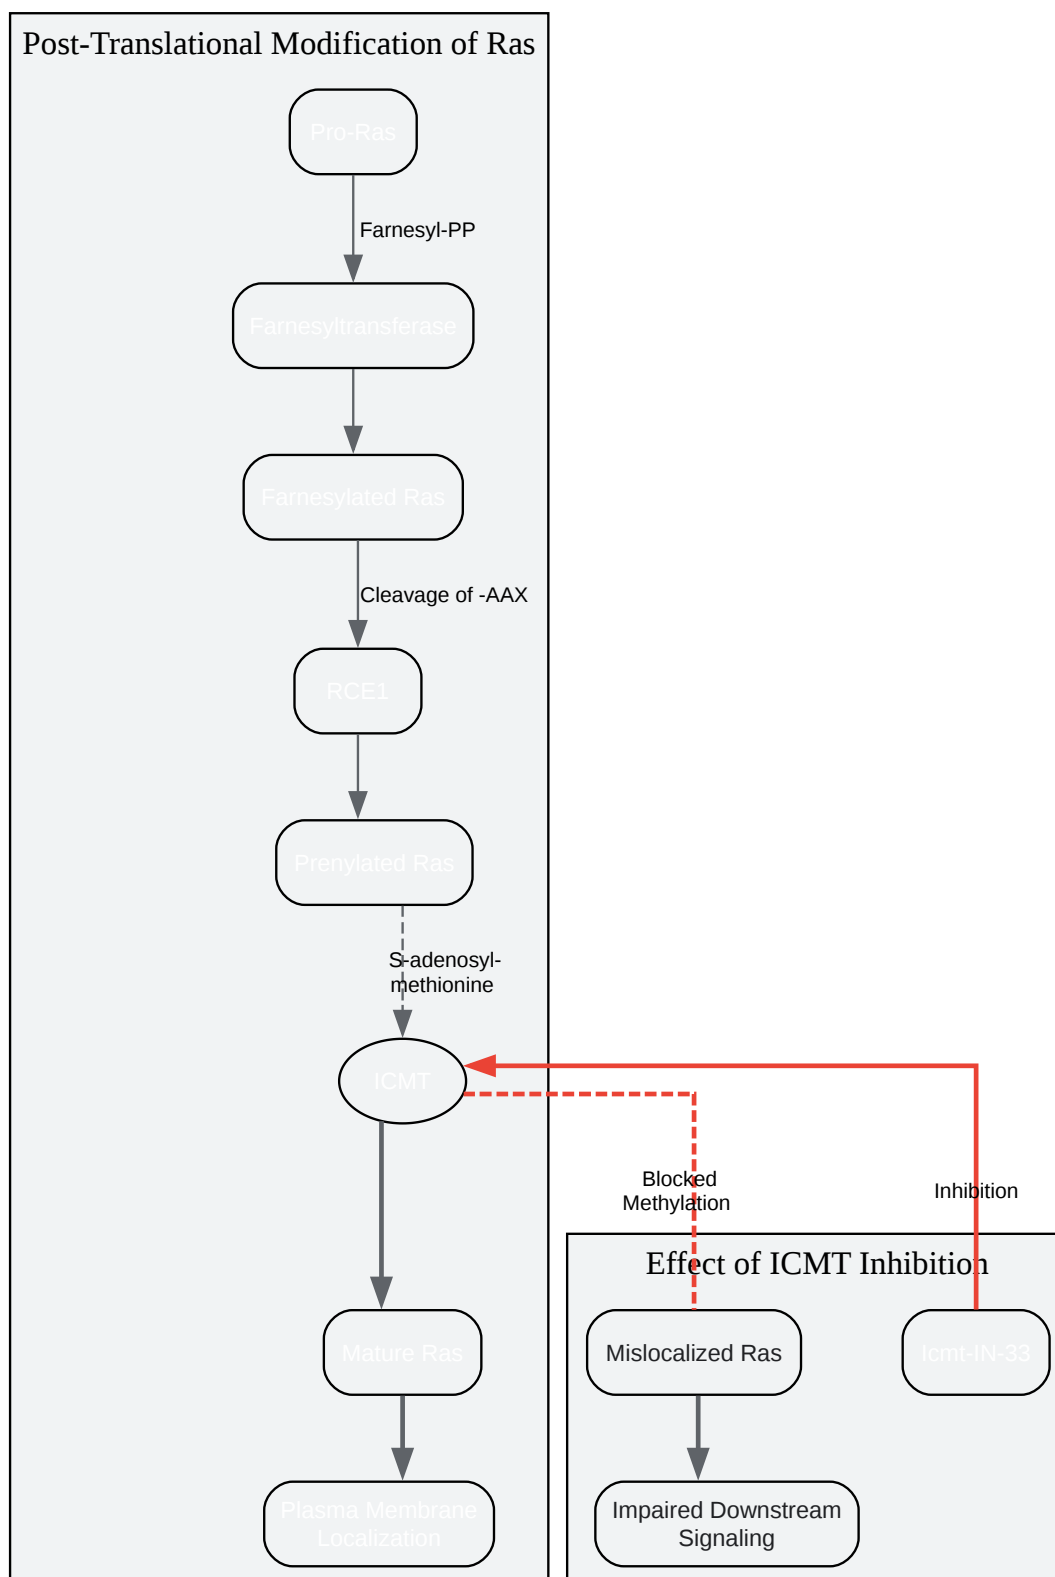 Post-Translational Modification of Ras
Pro-Ras
Farnesyl-PP
Farnesyltransferase
Farnesylated Ras
Cleavage of -AAX
RCE1
Prenylated Ras
S-adenosyl-
methionine
ICMT
Blocked
Methylation
Inhibition
Effect of ICMT Inhibition
Mature Ras
Mislocalized Ras
Icmt-IN-33
Plasma Membrane
Localization
Impaired Downstream
Signaling